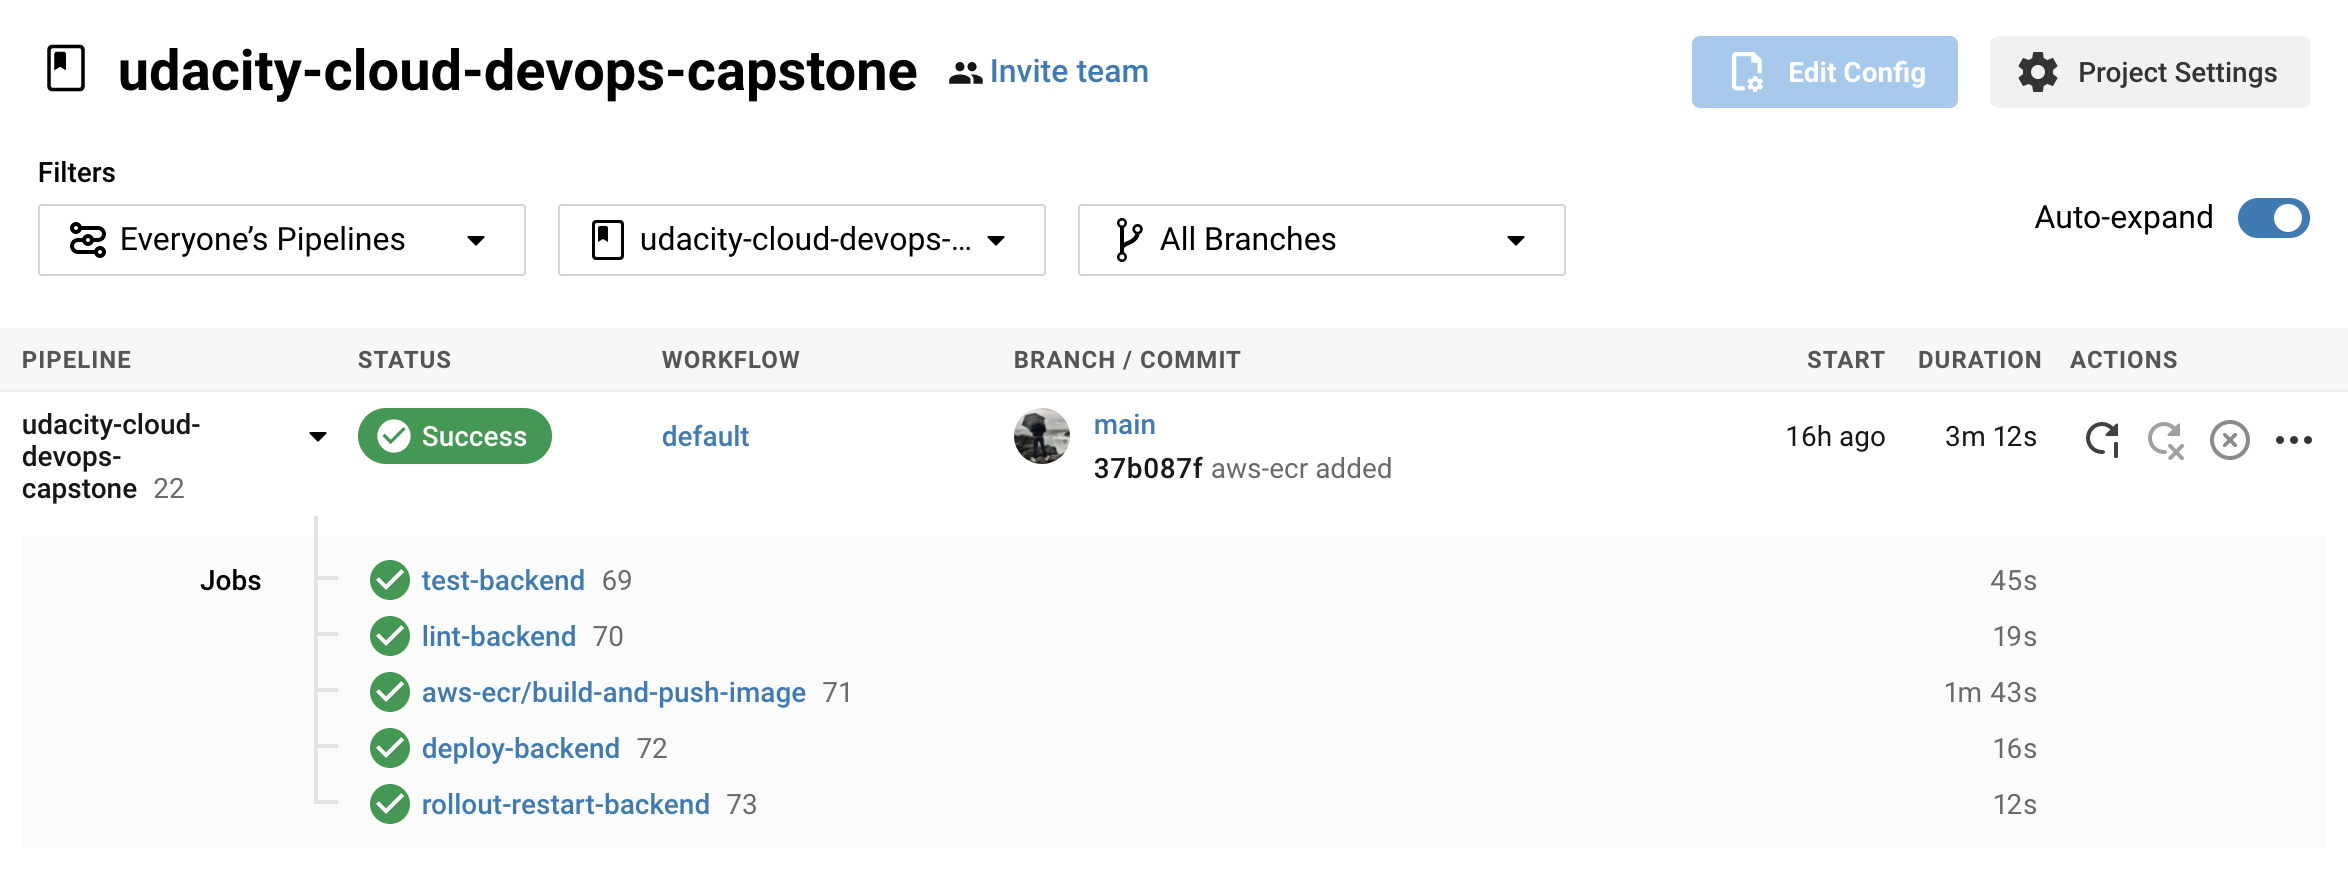 udacity-cloud-devops-capstone Invite team Edit Config Project Settings
Filters
Everyone’s Pipelines udacity-cloud-devops-... All Branches Auto-expand
PIPELINE STATUS WORKFLOW BRANCH / COMMIT START DURATION ACTIONS
udacity-cloud-
devops-
capstone 22
Success default
main
37b087f aws-ecr added
16h ago 3m 12s
Jobs
test-backend 69 45s
lint-backend 70 19s
aws-ecr/build-and-push-image 71 1m 43s
deploy-backend 72 16s
rollout-restart-backend 73 12s